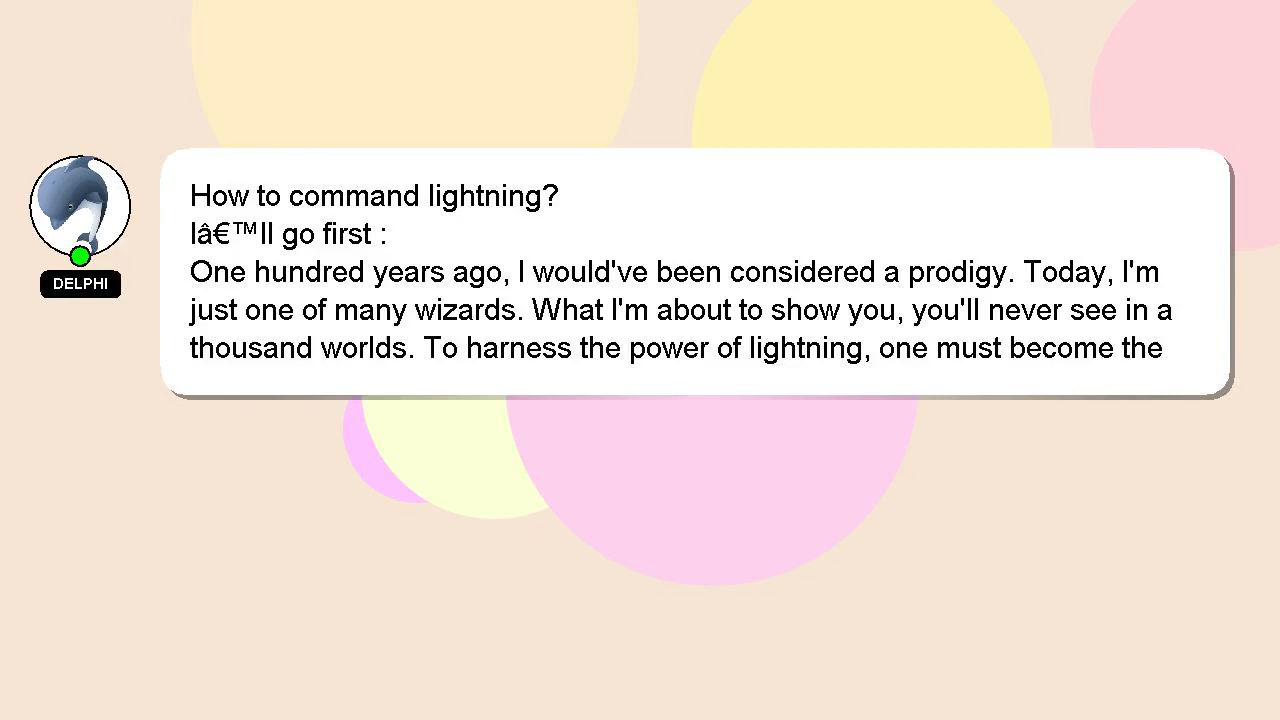 How to command lightning?
Iâ€™ll go first :
One hundred years ago, I would've been considered a prodigy. Today, I'm
just one of many wizards. What I'm about to show you, you'll never see in a
thousand worlds. To harness the power of lightning, one must become the
DELPHI